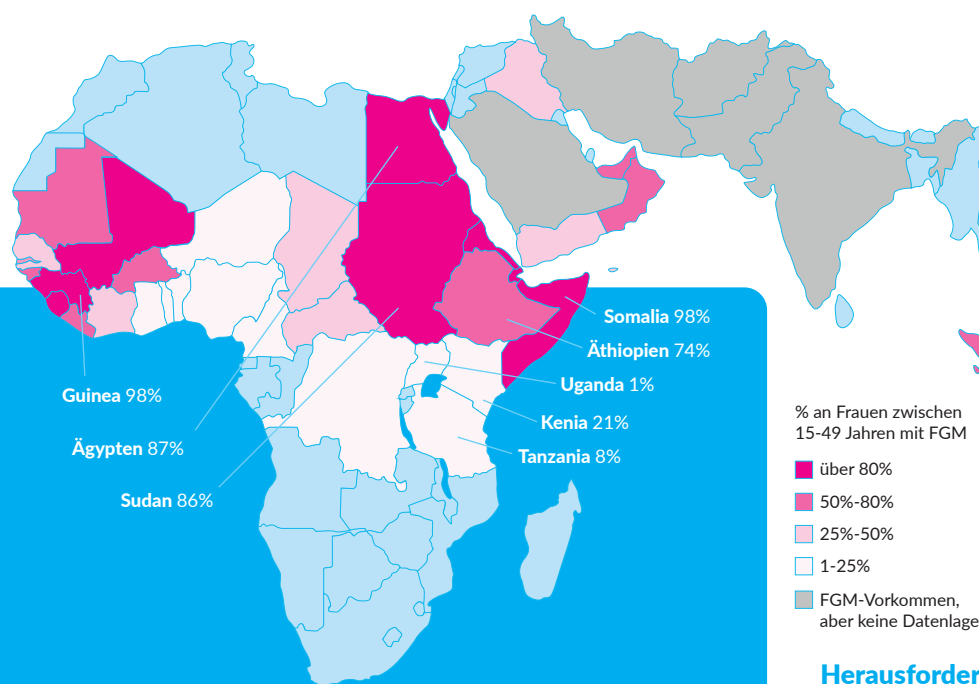 Somalia 98%
Äthiopien 74%
Uganda 1%
Kenia 21%
Tanzania 8%
Guinea 98%
Ägypten 87%
Sudan 86%
% an Frauen zwischen
15-49 Jahren mit FGM
über 80%
50%-80%
25%-50%
1-25%
FGM-Vorkommen,
aber keine Datenlage
Herausforder